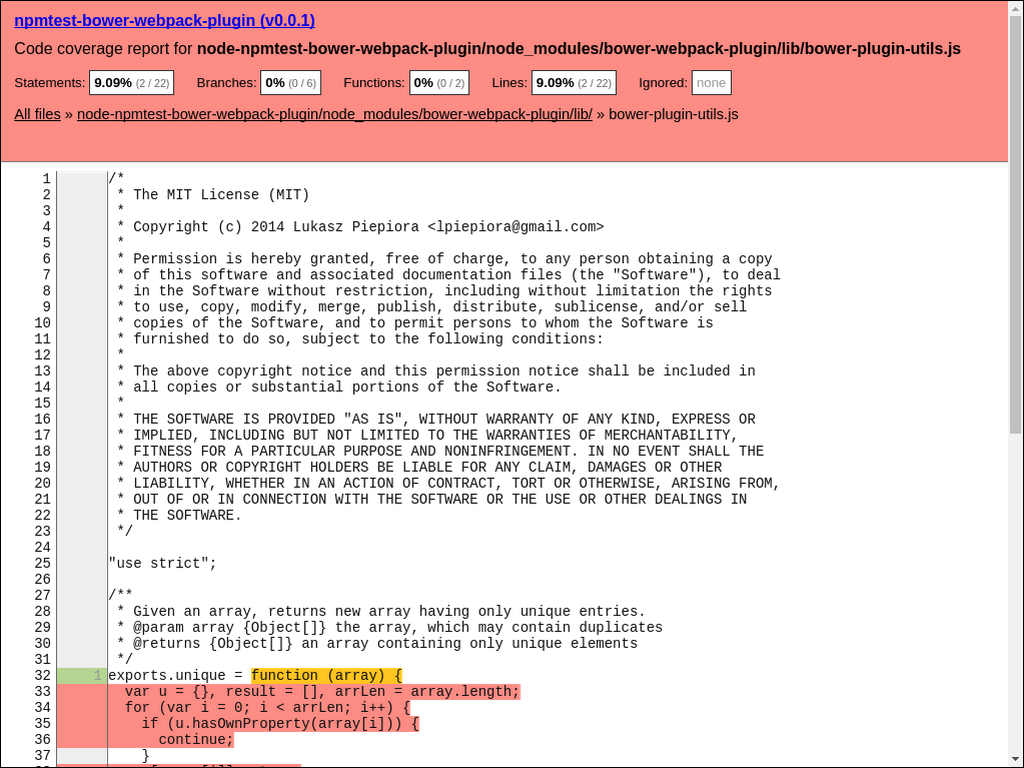 npmtest-bower-webpack-plugin (v0.0.1)
Code coverage report for node-npmtest-bower-webpack-plugin/node_modules/bower-webpack-plugin/lib/bower-plugin-utils.js
Statements: 9.09% (2 / 22) Branches: 0% (0 / 6) Functions: 0% (0 / 2) Lines: 9.09% (2 / 22) Ignored: none
All files » node-npmtest-bower-webpack-plugin/node_modules/bower-webpack-plugin/lib/ » bower-plugin-utils.js
1 /*
2  * The MIT License (MIT)
3  *
4  * Copyright (c) 2014 Lukasz Piepiora <lpiepiora@gmail.com>
5  *
6  * Permission is hereby granted, free of charge, to any person obtaining a copy
7  * of this software and associated documentation files (the "Software"), to deal
8  * in the Software without restriction, including without limitation the rights
9  * to use, copy, modify, merge, publish, distribute, sublicense, and/or sell
10  * copies of the Software, and to permit persons to whom the Software is
11  * furnished to do so, subject to the following conditions:
12  *
13  * The above copyright notice and this permission notice shall be included in
14  * all copies or substantial portions of the Software.
15  *
16  * THE SOFTWARE IS PROVIDED "AS IS", WITHOUT WARRANTY OF ANY KIND, EXPRESS OR
17  * IMPLIED, INCLUDING BUT NOT LIMITED TO THE WARRANTIES OF MERCHANTABILITY,
18  * FITNESS FOR A PARTICULAR PURPOSE AND NONINFRINGEMENT. IN NO EVENT SHALL THE
19  * AUTHORS OR COPYRIGHT HOLDERS BE LIABLE FOR ANY CLAIM, DAMAGES OR OTHER
20  * LIABILITY, WHETHER IN AN ACTION OF CONTRACT, TORT OR OTHERWISE, ARISING FROM,
21  * OUT OF OR IN CONNECTION WITH THE SOFTWARE OR THE USE OR OTHER DEALINGS IN
22  * THE SOFTWARE.
23  */
24
25 "use strict";
26
27 /**
28  * Given an array, returns new array having only unique entries.
29  * @param array {Object[]} the array, which may contain duplicates
30  * @returns {Object[]} an array containing only unique elements
31  */
32 1 exports.unique = function (array) {
33   var u = {}, result = [], arrLen = array.length;
34   for (var i = 0; i < arrLen; i++) {
35     if (u.hasOwnProperty(array[i])) {
36       continue;
37     }